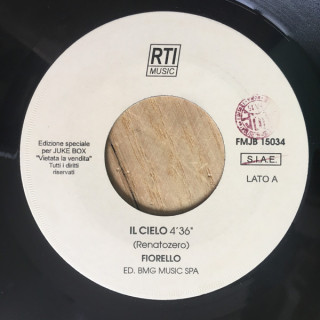 RTI
MUSIC
Edizione speciale
per JUKE BOX
"Vietata la vendita"
Tutti i diritti
riservati
FMJB 15034
S.I.A.E
LATO A
IL CIELO 4'36"
(Renatozero)
FIORELLO
ED. BMG MUSIC SPA